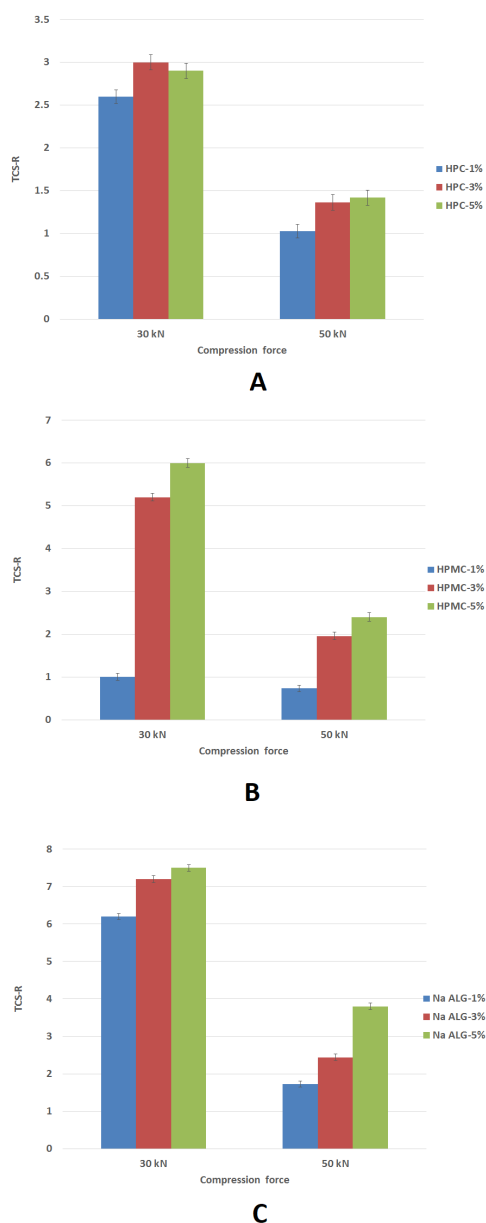 3.5
3
2.5
2
1.5
1
0.5
0
TCS-R
30 kN
50 kN
Compression force
HPC-1%
HPC-3%
HPC-5%
A
7
6
5
4
3
2
1
0
TCS-R
30 kN
50 kN
Compression force
HPMC-1%
HPMC-3%
HPMC-5%
B
8
7
6
5
4
3
2
1
0
TCS-R
30 kN
50 kN
Compression force
Na ALG-1%
Na ALG-3%
Na ALG-5%
C